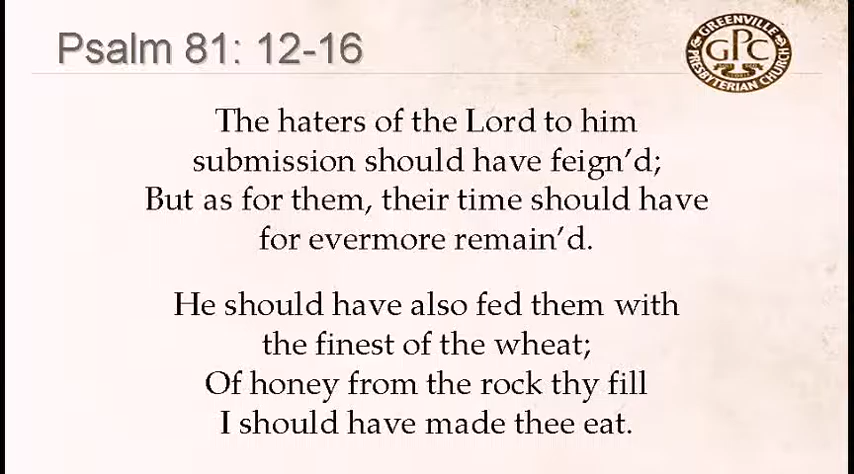 Psalm 81: 12-16
GREENVILLE
GPC
PRESBYTERIAN CHURCH
The haters of the Lord to him
submission should have feign’d;
But as for them, their time should have
for evermore remain’d.
He should have also fed them with
the finest of the wheat;
Of honey from the rock thy fill
I should have made thee eat.